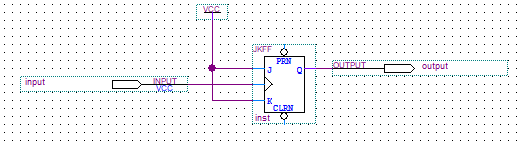 VCC
JKFF
PRN
J
Q
OUTPUT
output
input
INPUT
VCC
K
CLRN
inst